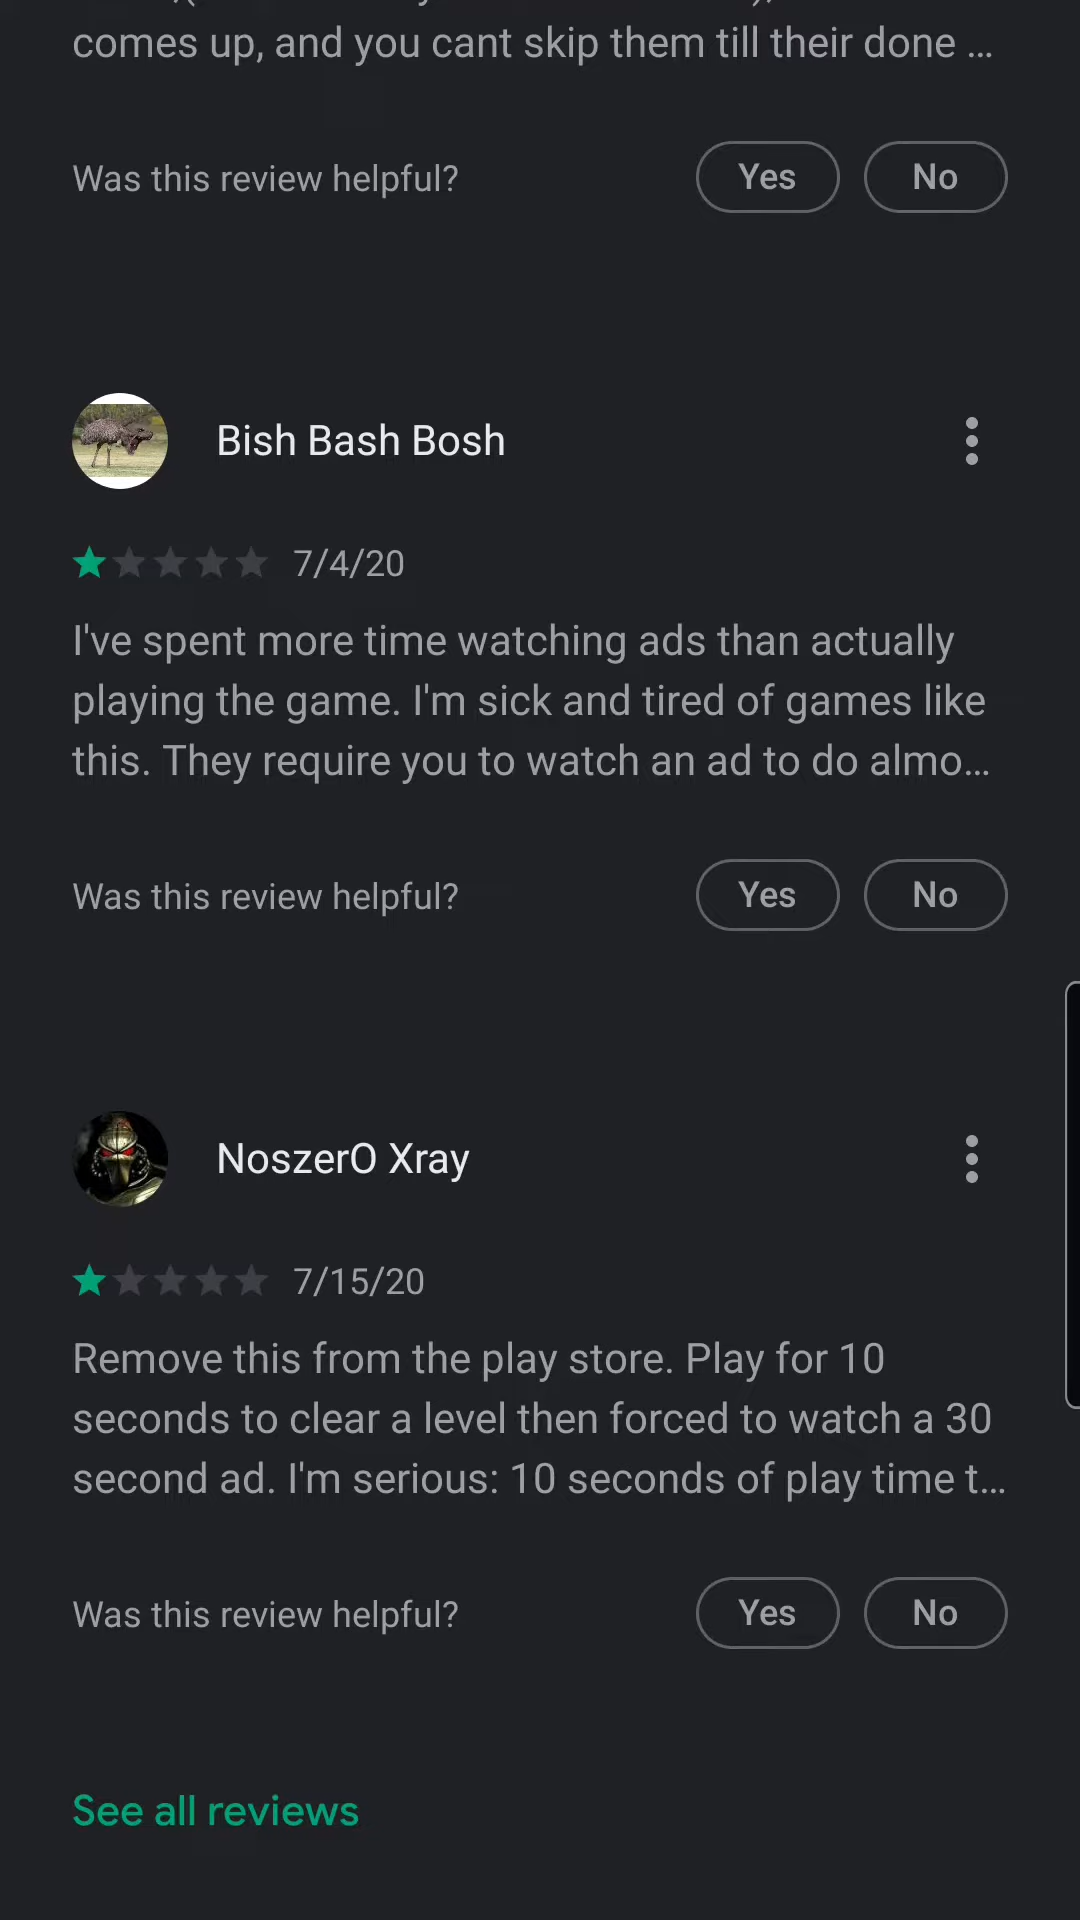 comes up, and you cant skip them till their done ...
Was this review helpful?
Yes
No
Bish Bash Bosh
7/4/20
I've spent more time watching ads than actually
playing the game. I'm sick and tired of games like
this. They require you to watch an ad to do almo...
Was this review helpful?
Yes
No
NoszerO Xray
7/15/20
Remove this from the play store. Play for 10
seconds to clear a level then forced to watch a 30
second ad. I'm serious: 10 seconds of play time t...
Was this review helpful?
Yes
No
See all reviews